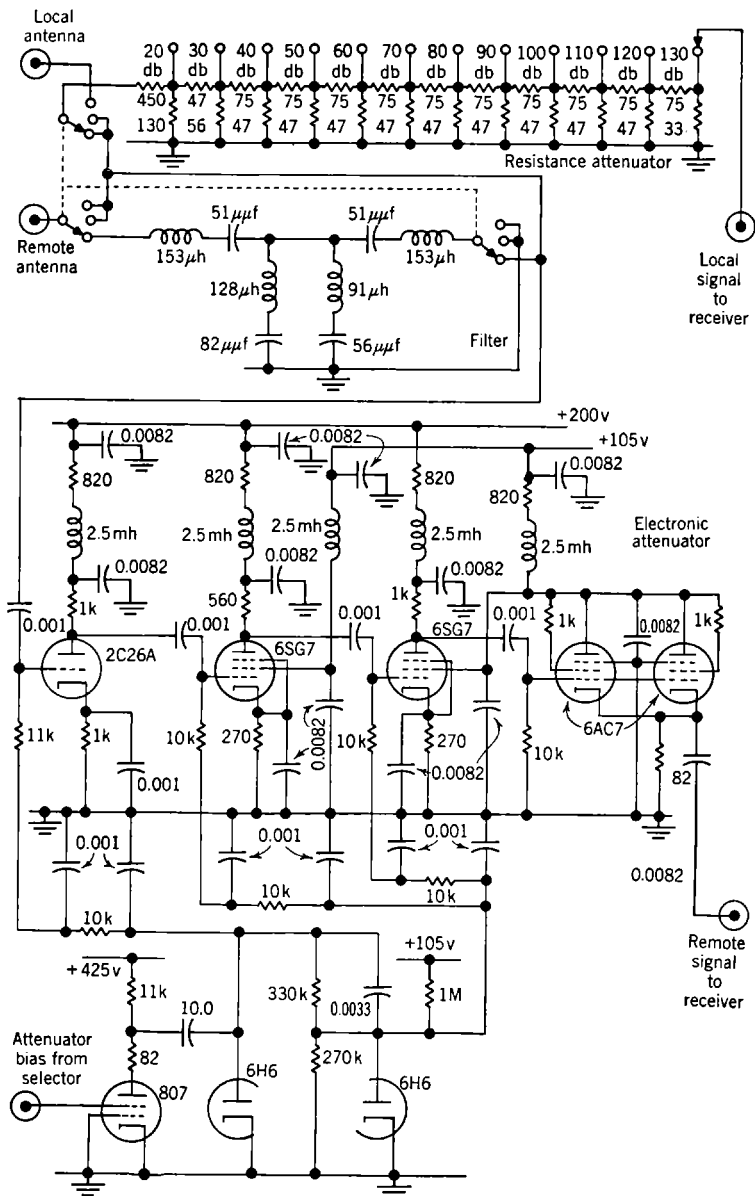 Local
antenna
20 30 40 50 60 70 80 90 100 110 120 130
db db db db db db db db db db db db
450 47 75 75 75 75 75 75 75 75 75 75
130 56 47 47 47 47 47 47 47 47 47 33
Resistance attenuator
Remote
antenna
51μμf
51μμf
153μh
153μh
128μh
91μh
82μμf
56μμf
Filter
Local
signal
to
receiver
+200v
+105v
0.0082
0.0082
0.0082
820
820
820
820
2.5mh
2.5mh
2.5mh
2.5mh
2.5mh
Electronic
attenuator
0.0082
0.0082
0.0082
1k
560
1k
0.001
0.001
0.001
0.001
1k
0.0082
1k
2C26A
6SG7
6SG7
6AC7
11k
1k
0.001
10k
270
0.0082
10k
270
0.0082
10k
82
0.001
0.001
0.001
0.0082
10k
10k
10k
Remote
signal
to
receiver
+425v
+105v
11k
10.0
330k
0.0033
1M
Attenuator
bias from
selector
82
807
6H6
270k
6H6